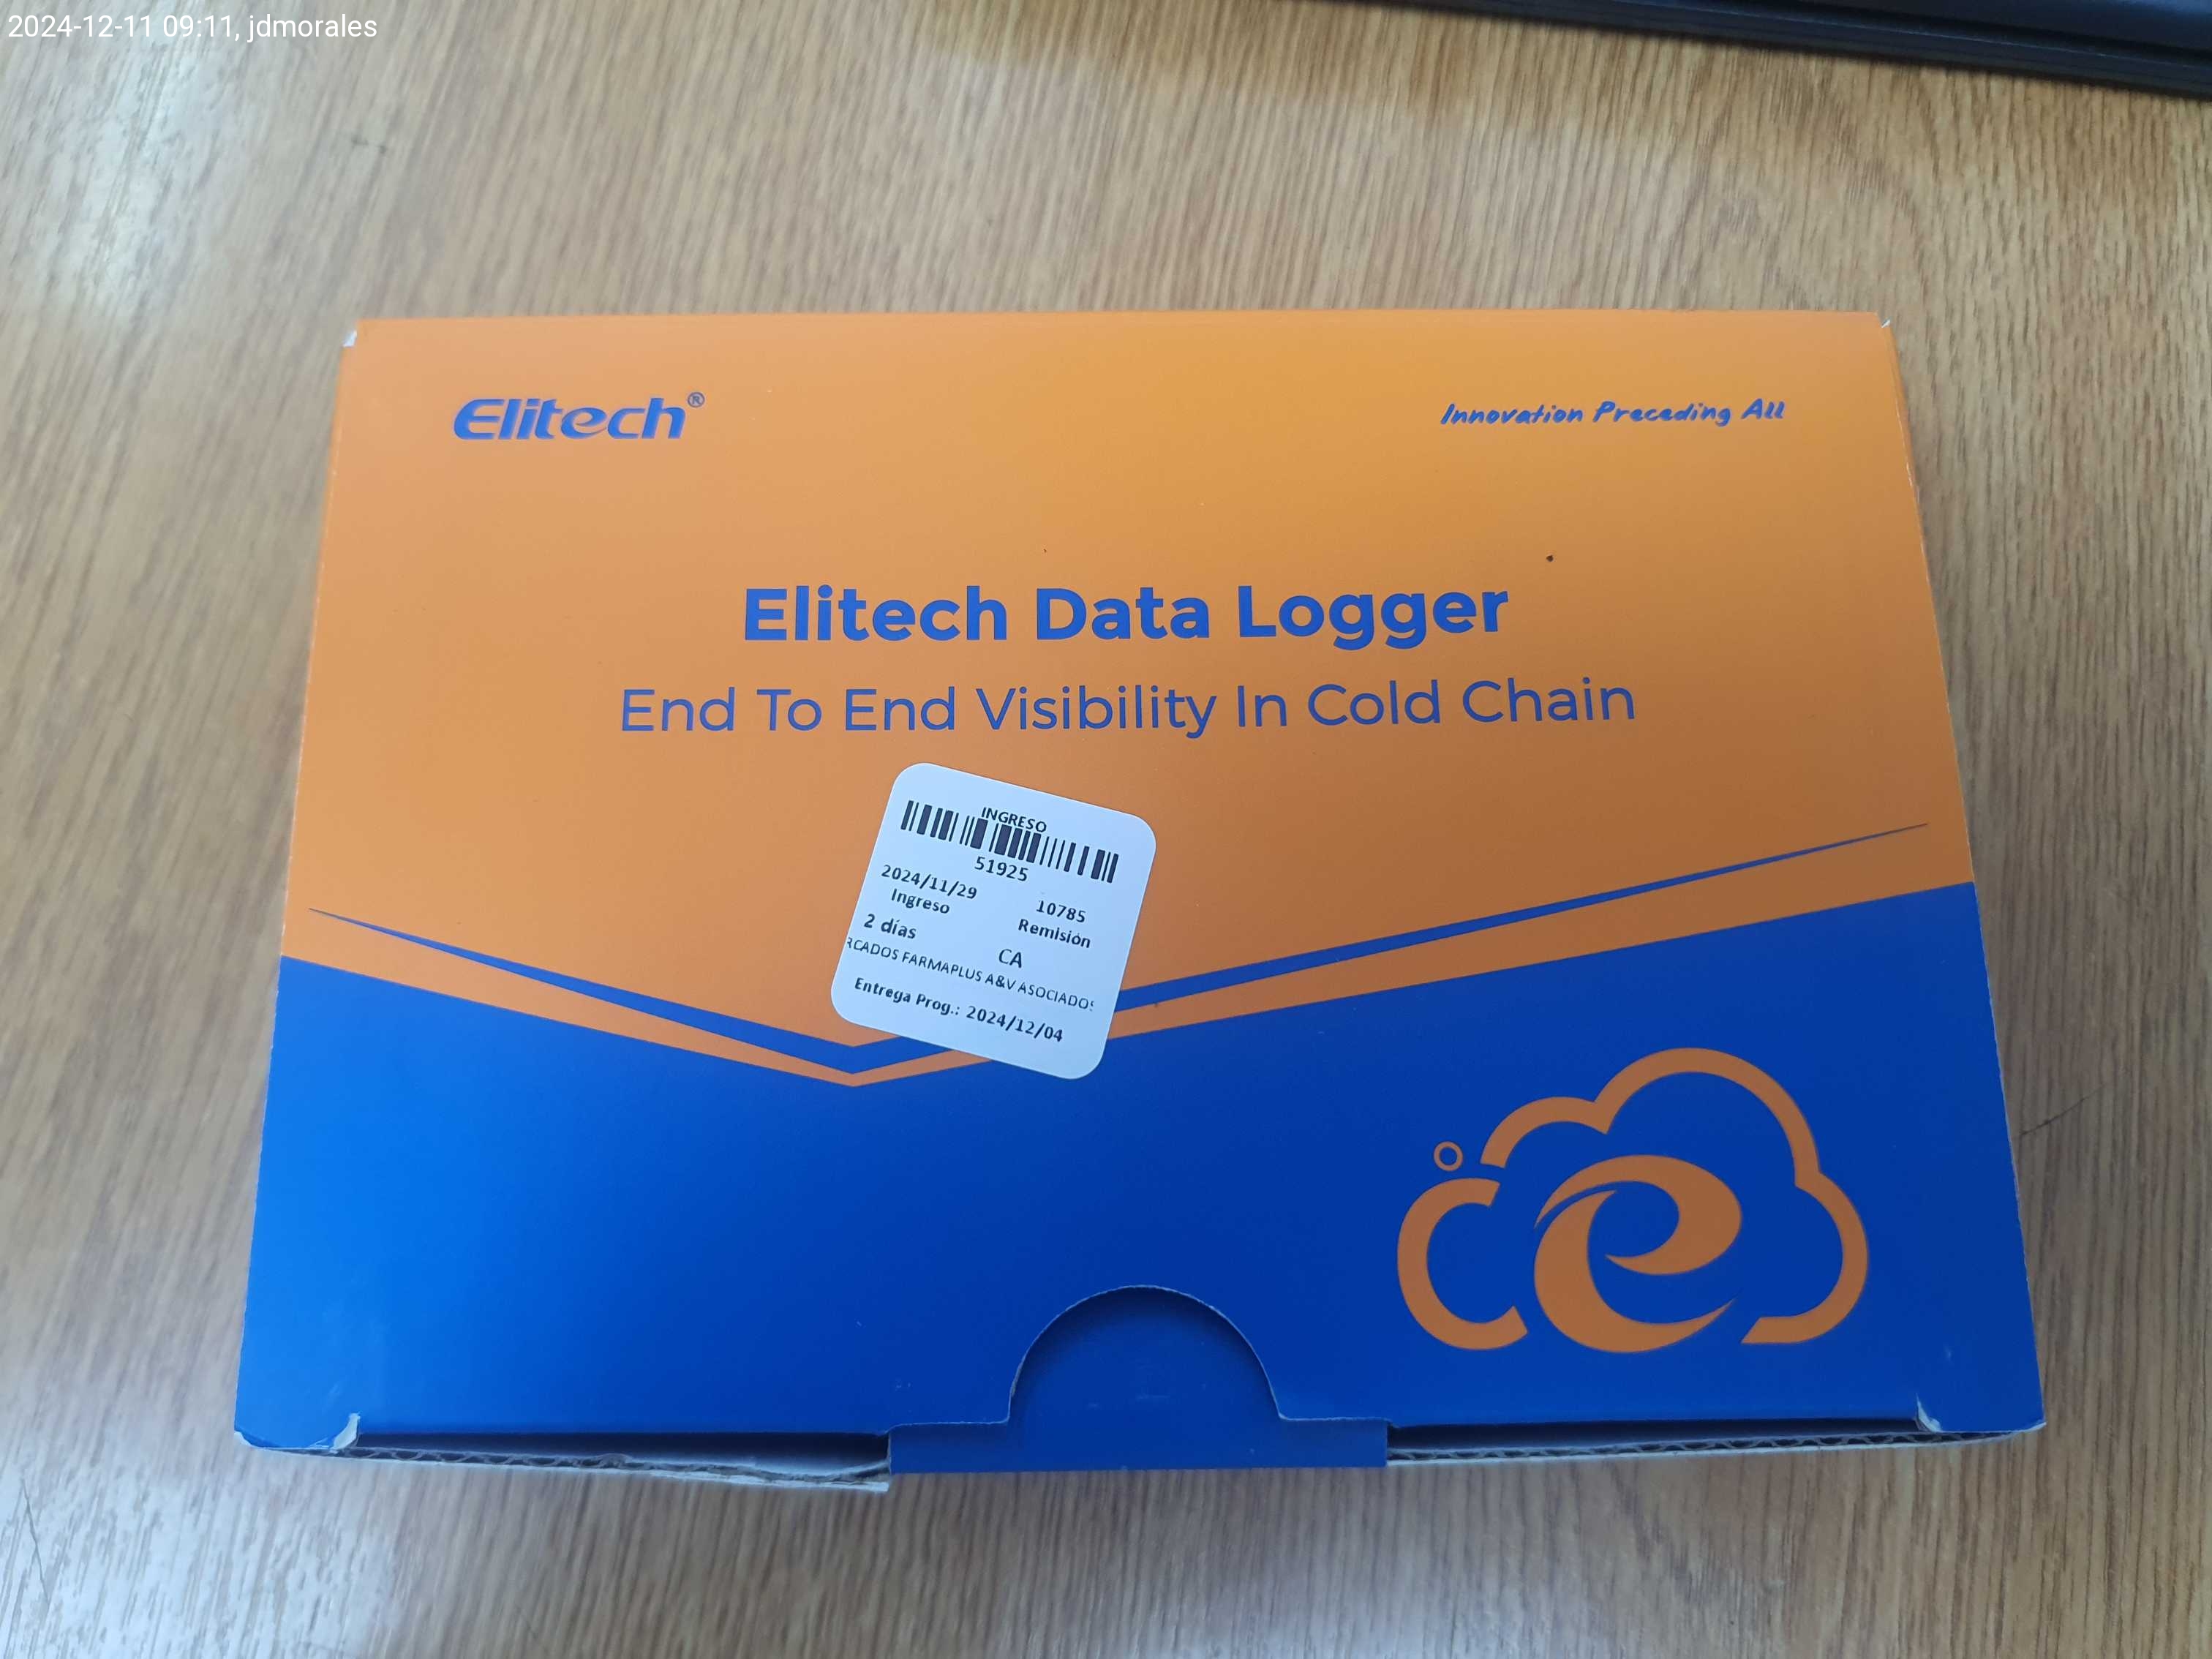 2024-12-11 09:11, jdmorales
Elitech®
Innovation Preceding All
Elitech Data Logger
End To End Visibility In Cold Chain
INGRESO
51925
2024/11/29 10785
Ingreso Remisión
2 días CA
RCADOS FARMAPLUS A&V ASOCIADOS
Entrega Prog.: 2024/12/04